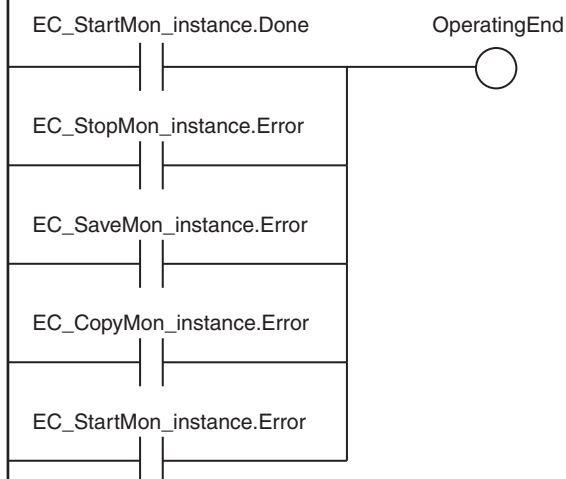 EC_StartMon_instance.Done OperatingEnd
EC_StopMon_instance.Error
EC_SaveMon_instance.Error
EC_CopyMon_instance.Error
EC_StartMon_instance.Error